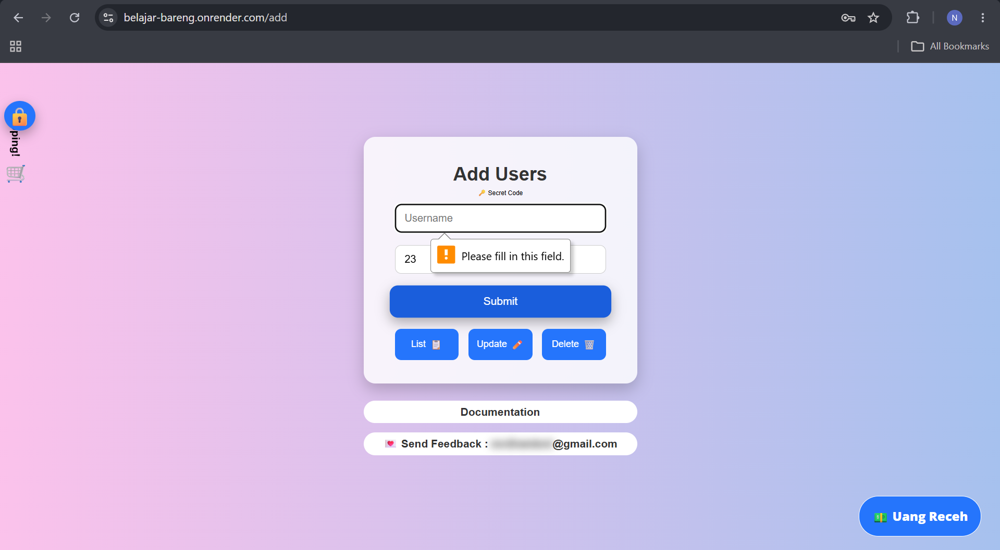 belajar-bareng.onrender.com/add
N
All Bookmarks
ping!
Add Users
🔑 Secret Code
Username
Please fill in this field.
23
Submit
List 📋
Update ✏️
Delete 🗑️
Documentation
💌 Send Feedback : @gmail.com
💵 Uang Receh